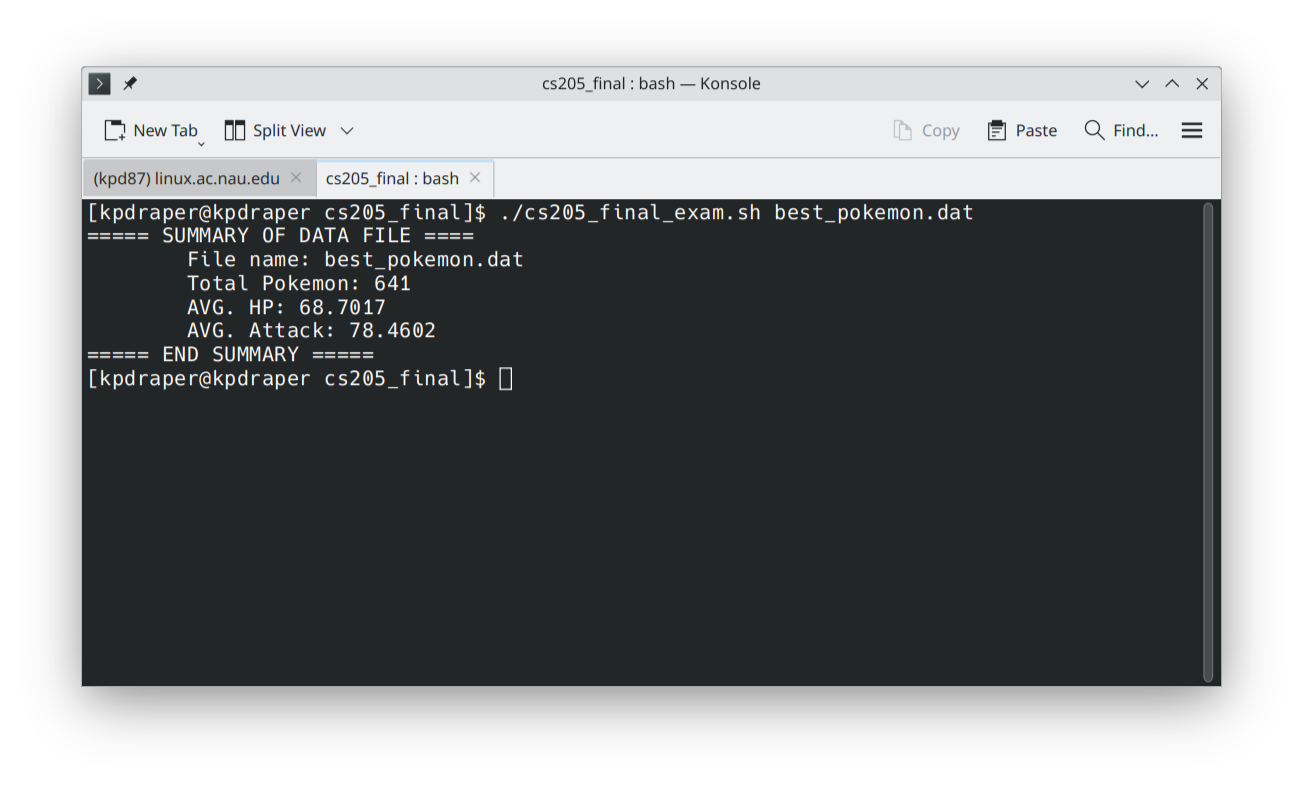 cs205_final : bash — Konsole
New Tab Split View Copy Paste Find...
(kpd87) linux.ac.nau.edu cs205_final : bash
[kpdraper@kpdraper cs205_final]$ ./cs205_final_exam.sh best_pokemon.dat
===== SUMMARY OF DATA FILE ====
File name: best_pokemon.dat
Total Pokemon: 641
AVG. HP: 68.7017
AVG. Attack: 78.4602
===== END SUMMARY =====
[kpdraper@kpdraper cs205_final]$